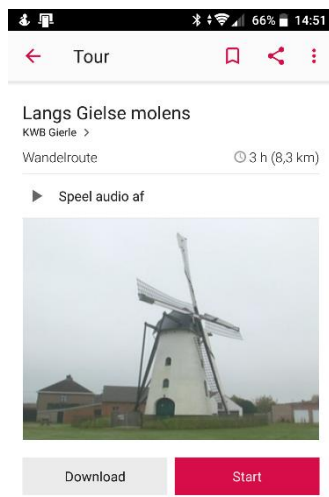 66% 14:51
Tour
Langs Gielse molens
KWB Gierle >
Wandelroute 3 h (8,3 km)
Speel audio af
Download Start